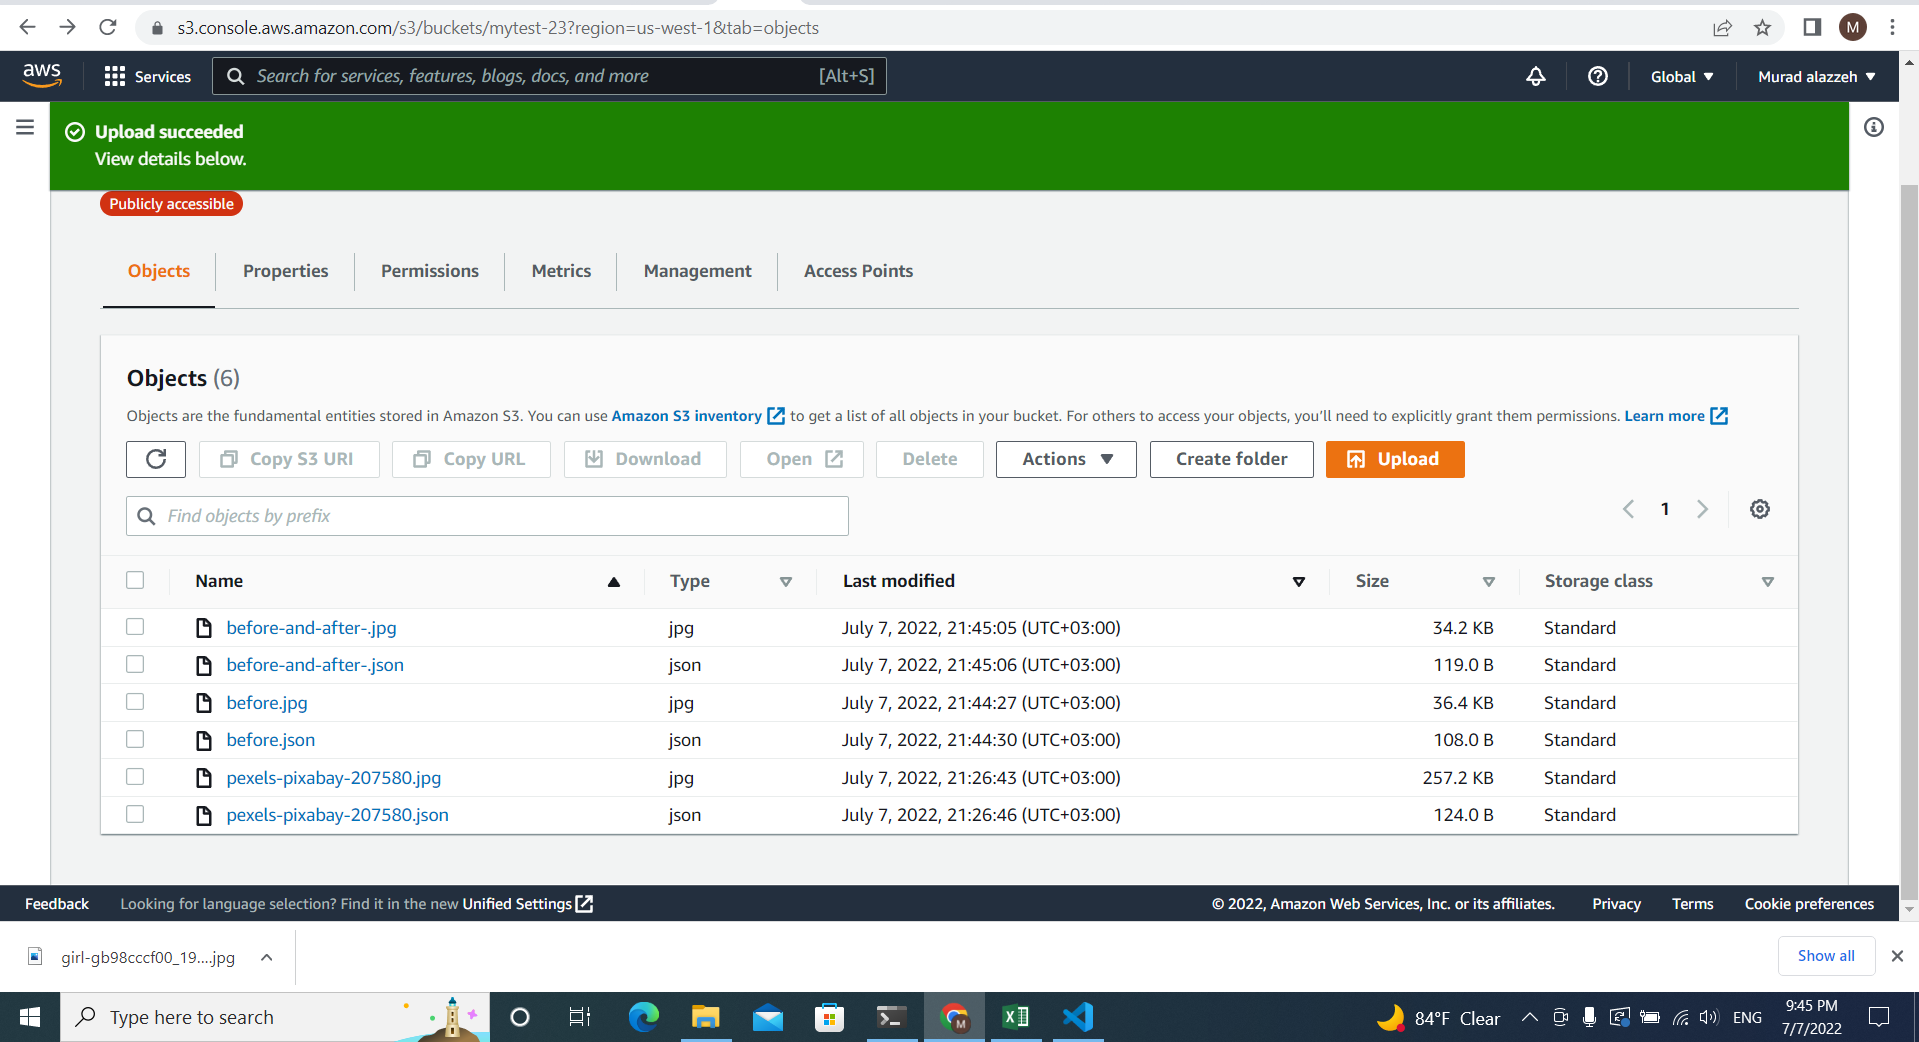 s3.console.aws.amazon.com/s3/buckets/mytest-23?region=us-west-1&tab=objects
M
aws
Services
Search for services, features, blogs, docs, and more [Alt+S]
Global ▼
Murad alazzeh ▼
Upload succeeded
View details below.
Publicly accessible
Objects
Properties
Permissions
Metrics
Management
Access Points
Objects (6)
Objects are the fundamental entities stored in Amazon S3. You can use Amazon S3 inventory to get a list of all objects in your bucket. For others to access your objects, you'll need to explicitly grant them permissions. Learn more
Copy S3 URI
Copy URL
Download
Open
Delete
Actions ▼
Create folder
Upload
Find objects by prefix
1
Name Type Last modified Size Storage class
before-and-after-.jpg jpg July 7, 2022, 21:45:05 (UTC+03:00) 34.2 KB Standard
before-and-after-.json json July 7, 2022, 21:45:06 (UTC+03:00) 119.0 B Standard
before.jpg jpg July 7, 2022, 21:44:27 (UTC+03:00) 36.4 KB Standard
before.json json July 7, 2022, 21:44:30 (UTC+03:00) 108.0 B Standard
pexels-pixabay-207580.jpg jpg July 7, 2022, 21:26:43 (UTC+03:00) 257.2 KB Standard
pexels-pixabay-207580.json json July 7, 2022, 21:26:46 (UTC+03:00) 124.0 B Standard
Feedback
Looking for language selection? Find it in the new Unified Settings
© 2022, Amazon Web Services, Inc. or its affiliates.
Privacy
Terms
Cookie preferences
girl-gb98cccf00_19....jpg
Show all
Type here to search
M
84°F Clear
ENG
9:45 PM
7/7/2022